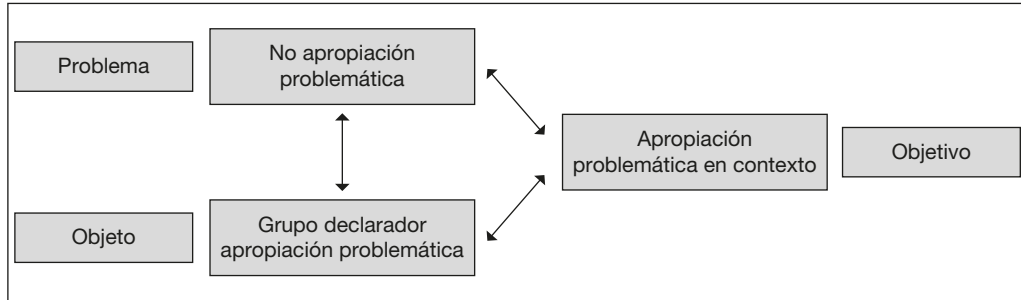 Problema
No apropiación
problemática
Apropiación
problemática en contexto
Objetivo
Objeto
Grupo declarador
apropiación problemática